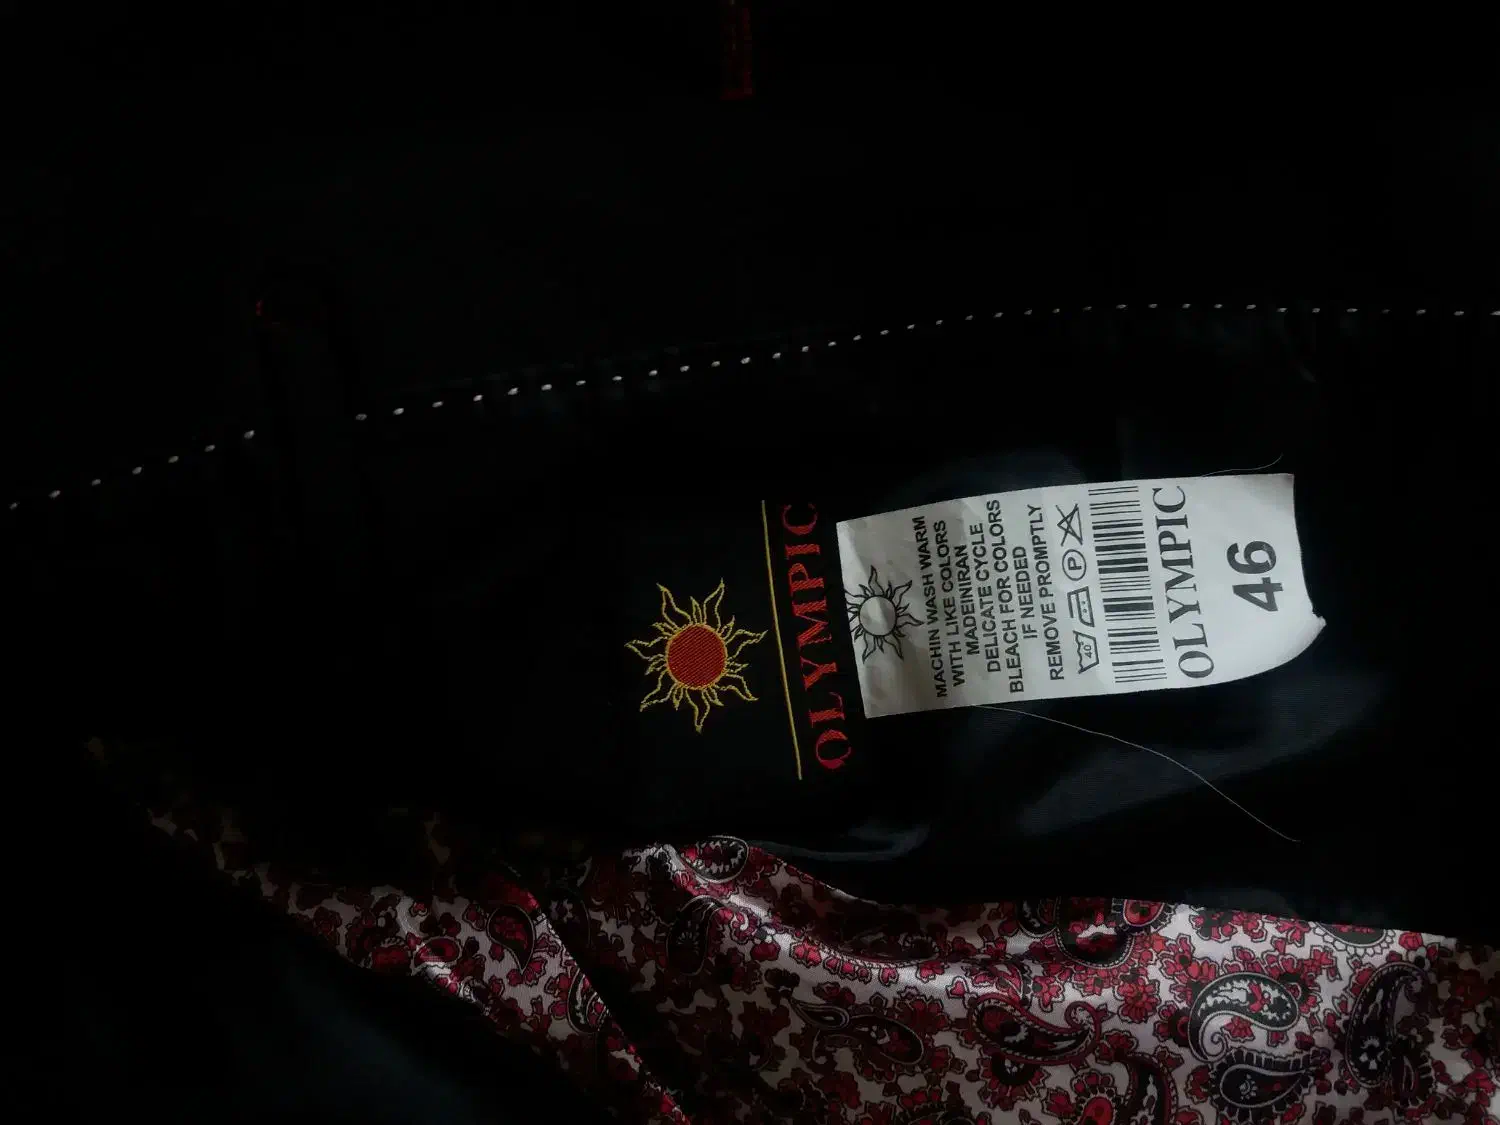 OLYMPIC
MACHIN WASH WARM
WITH LIKE COLORS
MADEINIRAN
DELICATE CYCLE
BLEACH FOR COLORS
IF NEEDED
REMOVE PROMPTLY
40 P
OLYMPIC
46